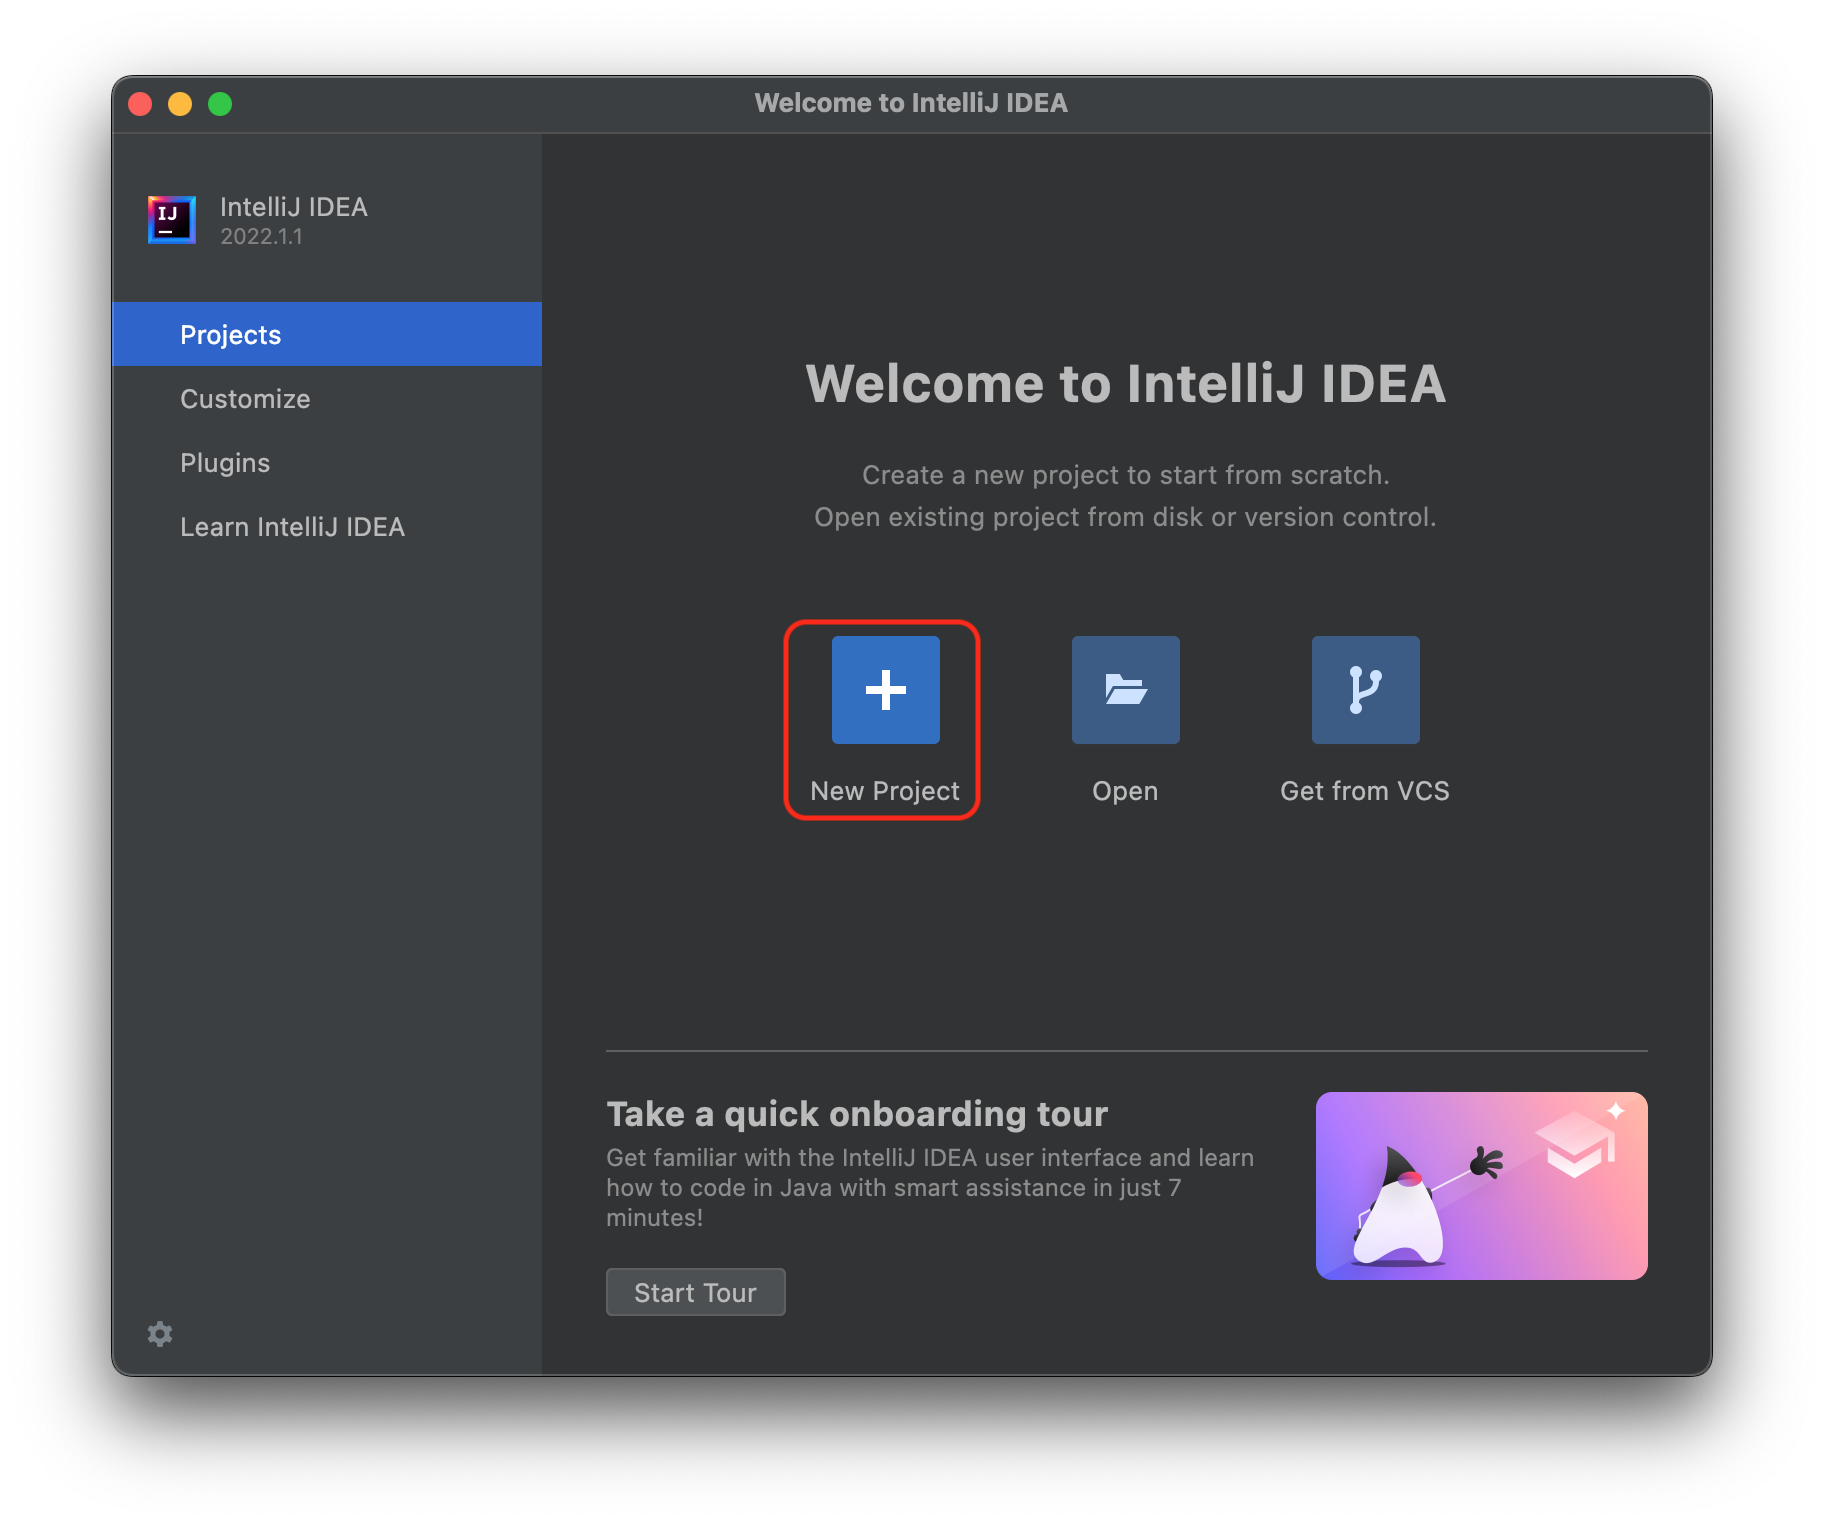 Welcome to IntelliJ IDEA
IJ
IntelliJ IDEA
2022.1.1
Projects
Customize
Plugins
Learn IntelliJ IDEA
Welcome to IntelliJ IDEA
Create a new project to start from scratch.
Open existing project from disk or version control.
New Project
Open
Get from VCS
Take a quick onboarding tour
Get familiar with the IntelliJ IDEA user interface and learn
how to code in Java with smart assistance in just 7
minutes!
Start Tour